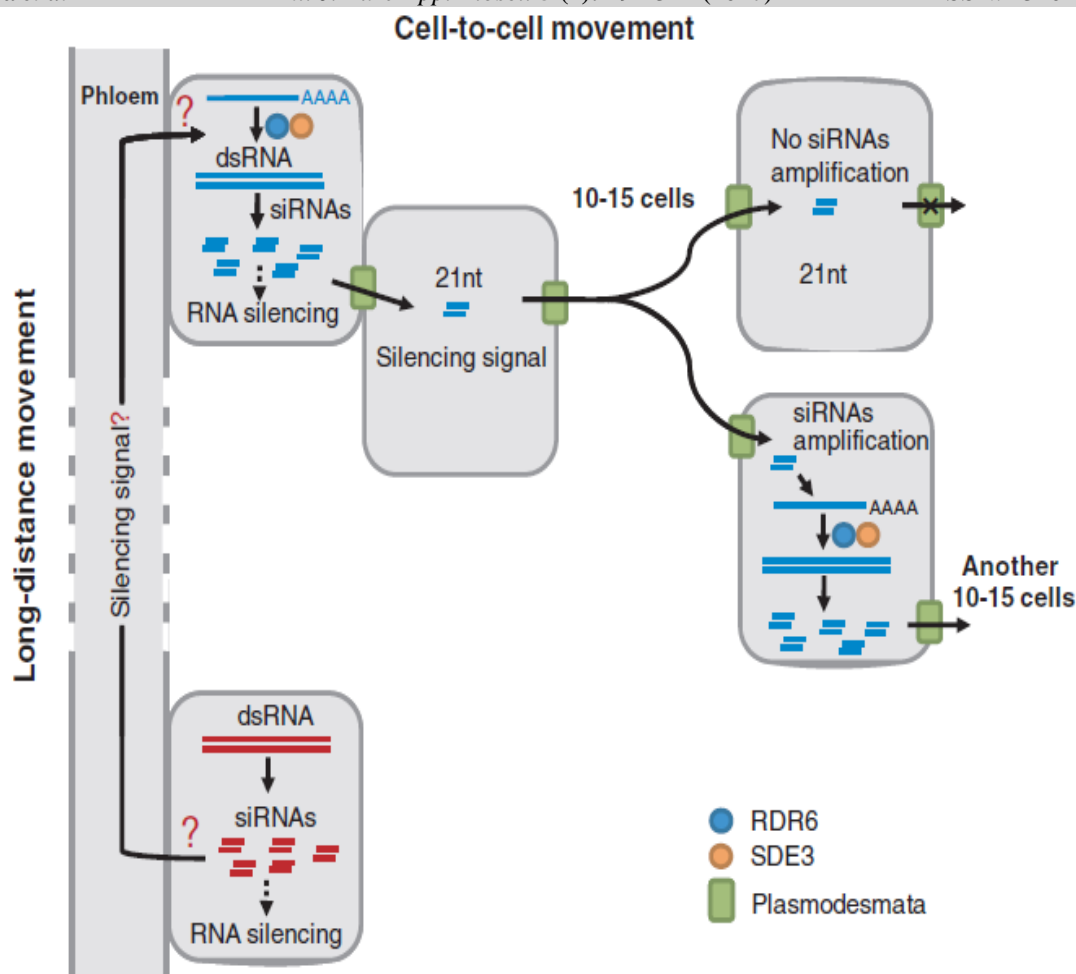 Cell-to-cell movement
Phloem
?
AAAA
dsRNA
siRNAs
RNA silencing
21nt
Silencing signal
10-15 cells
No siRNAs
amplification
21nt
siRNAs
amplification
AAAA
Another
10-15 cells
Long-distance movement
Silencing signal?
dsRNA
siRNAs
?
RNA silencing
RDR6
SDE3
Plasmodesmata